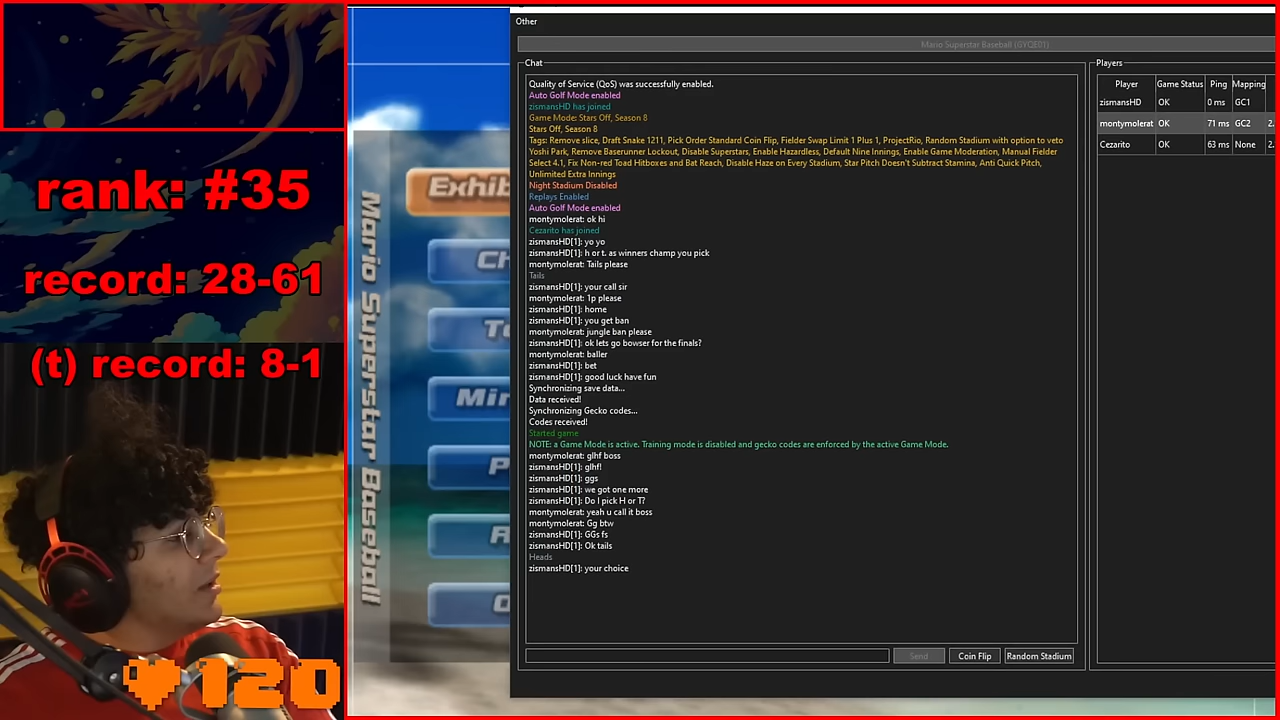 rank: #35
record: 28-61
(t) record: 8-1
120
Mario Superstar Baseball
Exhib
Ch
To
Min
P
R
O
Other
Mario Superstar Baseball (GYQE01)
Chat
Quality of Service (QoS) was successfully enabled.
Auto Golf Mode enabled
zismansHD has joined
Game Mode: Stars Off, Season 8
Stars Off, Season 8
Tags: Remove slice, Draft Snake 1211, Pick Order Standard Coin Flip, Fielder Swap Limit 1 Plus 1, ProjectRio, Random Stadium with option to veto
Yoshi Park, Remove Baserunner Lockout, Disable Superstars, Enable Hazardless, Default Nine Innings, Enable Game Moderation, Manual Fielder
Select 4.1, Fix Non-red Toad Hitboxes and Bat Reach, Disable Haze on Every Stadium, Star Pitch Doesn't Subtract Stamina, Anti Quick Pitch,
Unlimited Extra Innings
Night Stadium Disabled
Replays Enabled
Auto Golf Mode enabled
montymolerat: ok hi
Cezarito has joined
zismansHD[1]: yo yo
zismansHD[1]: h or t. as winners champ you pick
montymolerat: Tails please
Tails
zismansHD[1]: your call sir
montymolerat: 1p please
zismansHD[1]: home
zismansHD[1]: you get ban
montymolerat: jungle ban please
zismansHD[1]: ok lets go bowser for the finals?
montymolerat: baller
zismansHD[1]: bet
zismansHD[1]: good luck have fun
Synchronizing save data...
Data received!
Synchronizing Gecko codes...
Codes received!
Started game
NOTE: a Game Mode is active. Training mode is disabled and gecko codes are enforced by the active Game Mode.
montymolerat: glhf boss
zismansHD[1]: glhf!
zismansHD[1]: ggs
zismansHD[1]: we got one more
zismansHD[1]: Do I pick H or T?
montymolerat: yeah u call it boss
montymolerat: Gg btw
zismansHD[1]: GGs fs
zismansHD[1]: Ok tails
Heads
zismansHD[1]: your choice
Send
Coin Flip
Random Stadium
Players
Player Game Status Ping Mapping
zismansHD OK 0 ms GC1
montymolerat OK 71 ms GC2 2.
Cezarito OK 63 ms None 2.